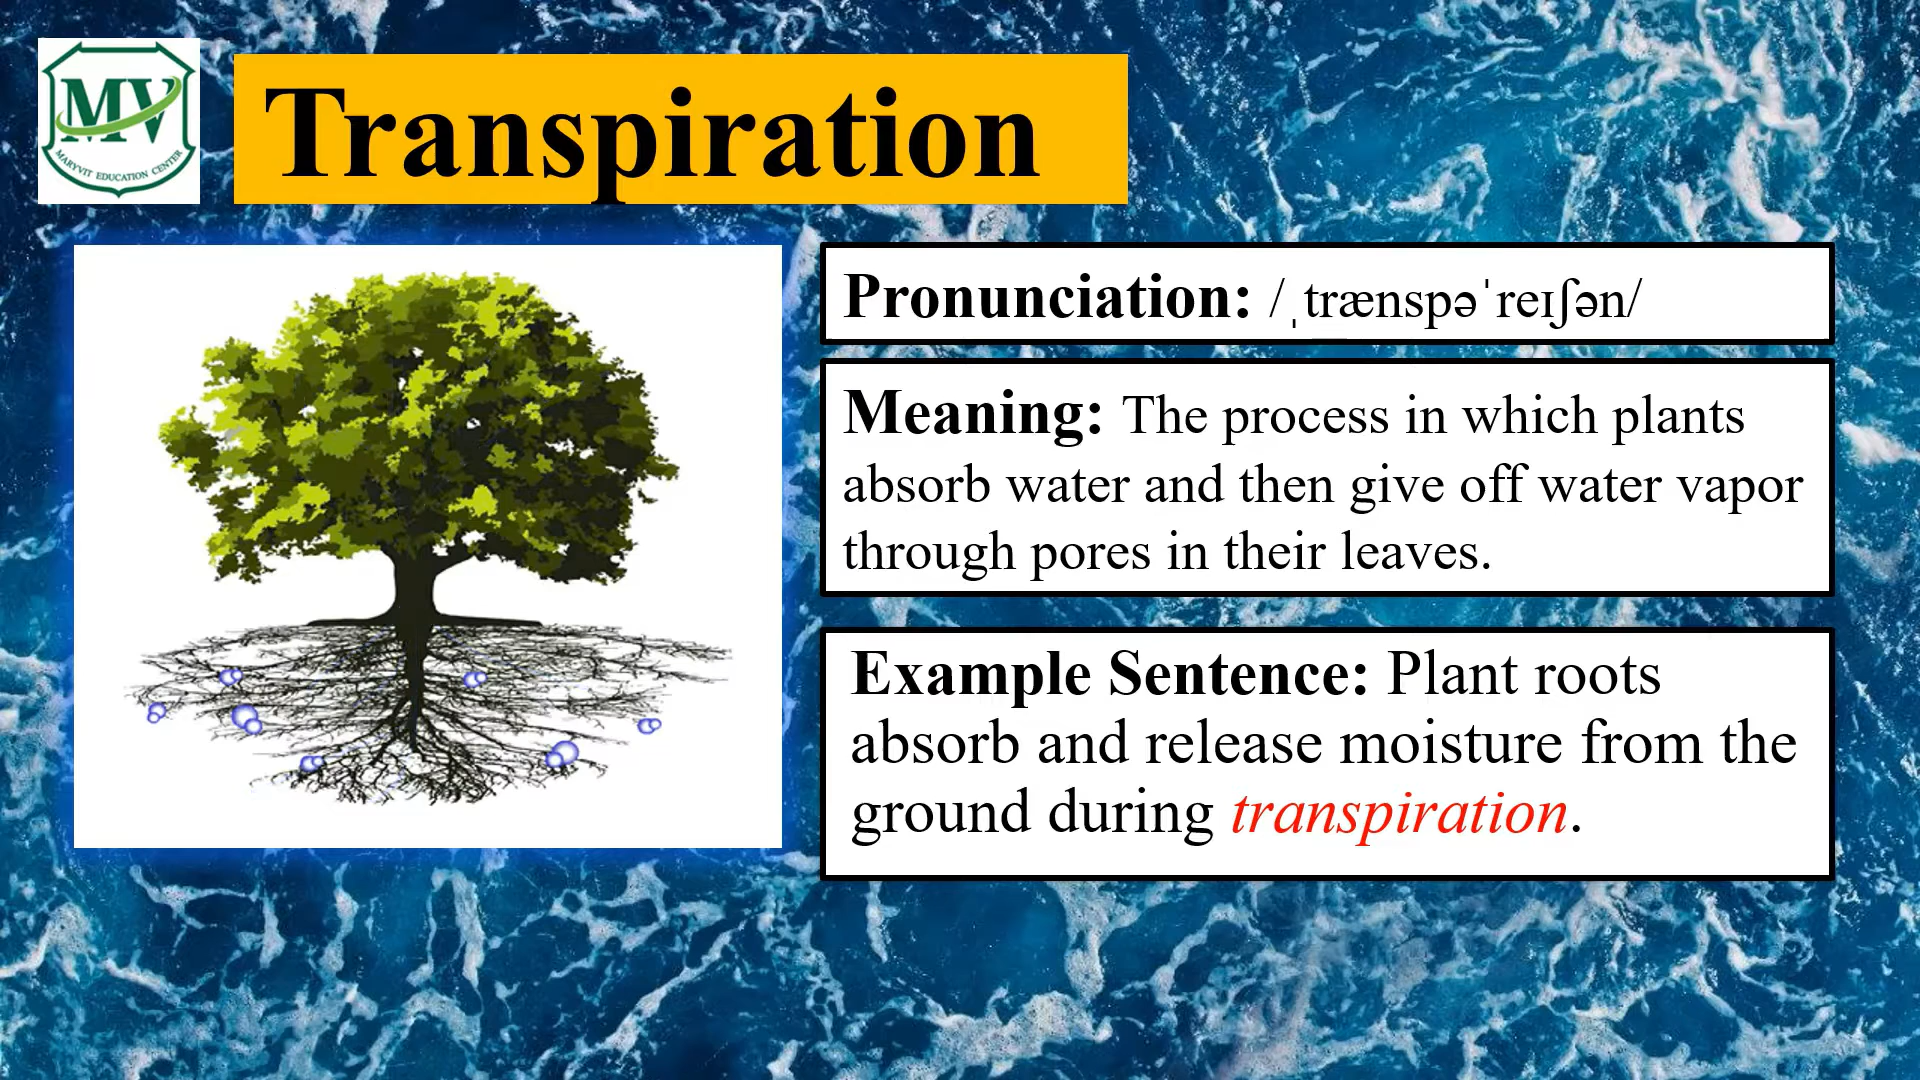 MV
MARYVIT EDUCATION CENTER
Transpiration
Pronunciation: /ˌtrænspəˈreɪʃən/
Meaning: The process in which plants
absorb water and then give off water vapor
through pores in their leaves.
Example Sentence: Plant roots
absorb and release moisture from the
ground during transpiration.